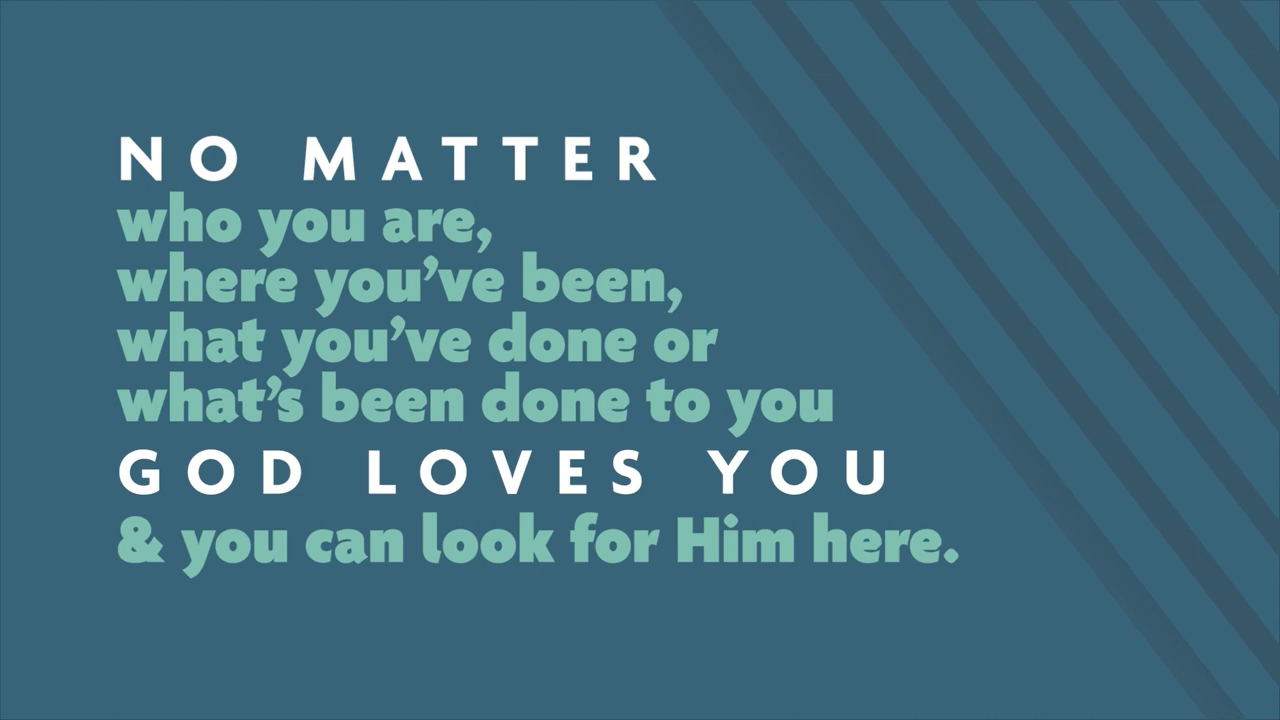 NO MATTER
who you are,
where you’ve been,
what you’ve done or
what’s been done to you
GOD LOVES YOU
& you can look for Him here.